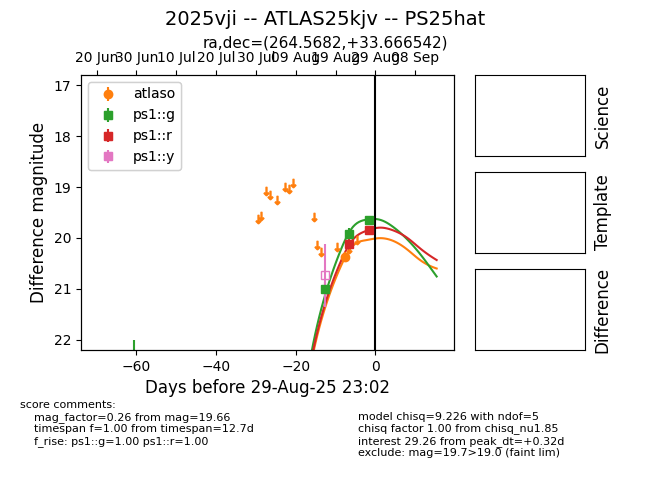 2025vji -- ATLAS25kjv -- PS25hat
ra,dec=(264.5682,+33.666542)
20 Jun 30 Jun 10 Jul 20 Jul 30 Jul 09 Aug 19 Aug 29 Aug 08 Sep
17
18
19
20
21
22
Difference magnitude
atlaso
ps1::g
ps1::r
ps1::y
−60 −40 −20 0
Days before 29-Aug-25 23:02
Science
Template
Difference
score comments:
mag_factor=0.26 from mag=19.66
timespan f=1.00 from timespan=12.7d
f_rise: ps1::g=1.00 ps1::r=1.00
model chisq=9.226 with ndof=5
chisq factor 1.00 from chisq_nu1.85
interest 29.26 from peak_dt=+0.32d
exclude: mag=19.7>19.0 (faint lim)